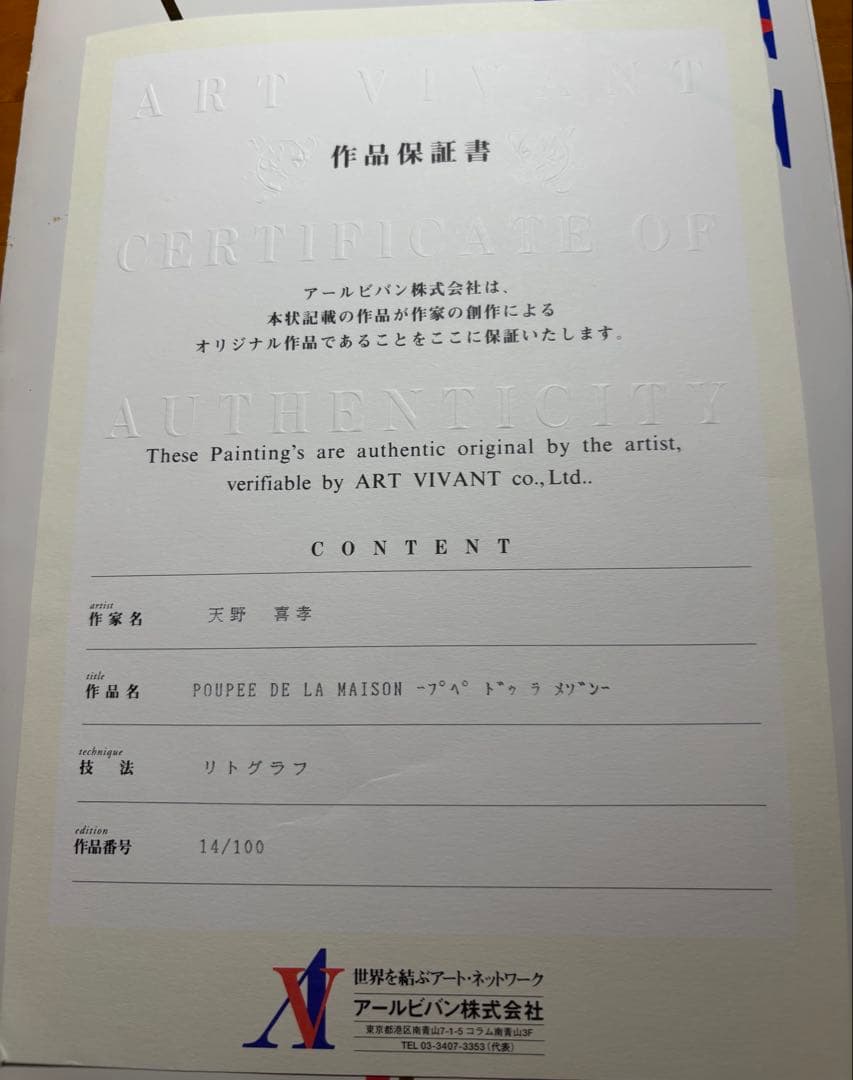 ART VIVANT
作品保証書
CERTIFICATE OF
アールビバン株式会社は、
本状記載の作品が作家の創作による
オリジナル作品であることをここに保証いたします。
AUTHENTICITY
These Painting's are authentic original by the artist,
verifiable by ART VIVANT co., Ltd..
CONTENT
artist
作家名 天野 喜孝
title
作品名 POUPEE DE LA MAISON -プペ ドゥ ラ メゾン-
technique
技 法 リトグラフ
edition
作品番号 14/100
AV
世界を結ぶアート・ネットワーク
アールビバン株式会社
東京都港区南青山7-1-5 コラム南青山3F
TEL 03-3407-3353(代表)